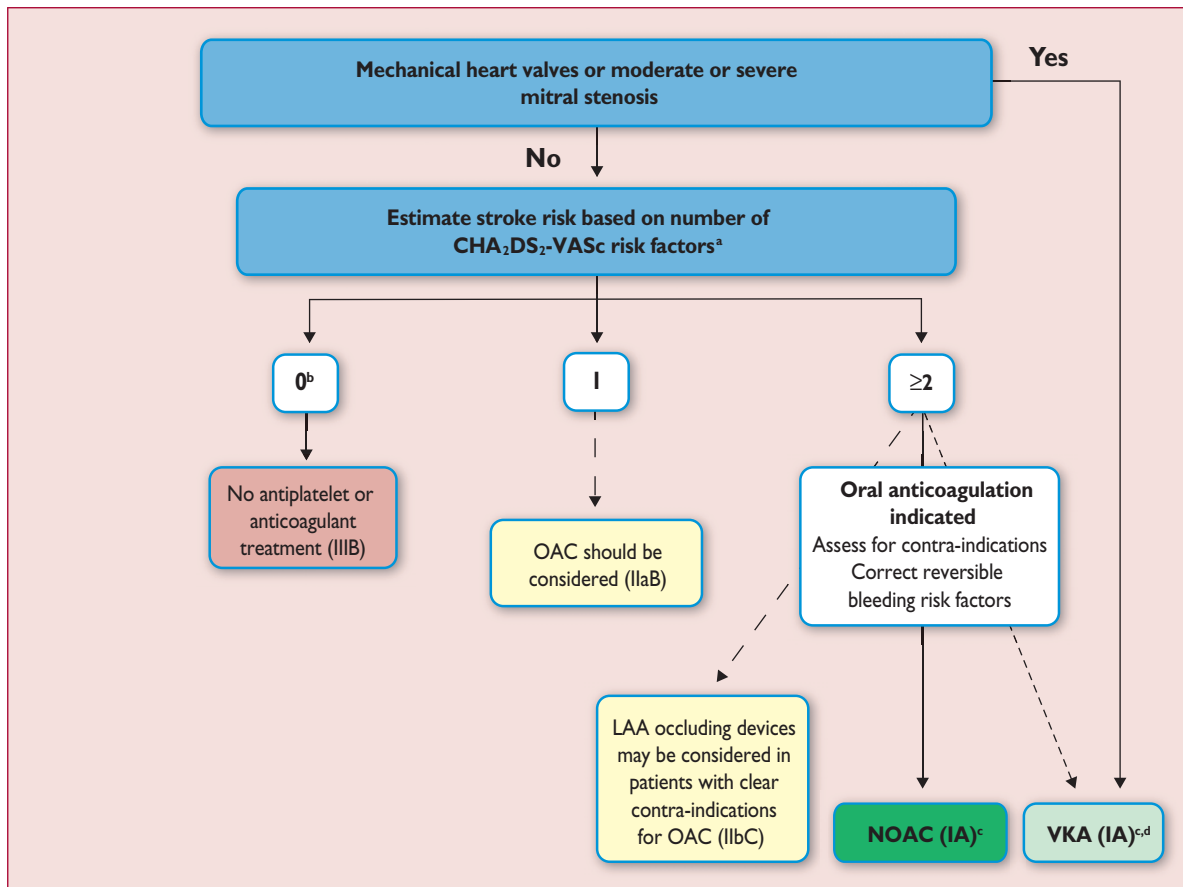 Mechanical heart valves or moderate or severe
mitral stenosis
Yes
No
Estimate stroke risk based on number of
CHA₂DS₂-VASc risk factorsᵃ
0ᵇ
1
≥2
No antiplatelet or
anticoagulant
treatment (IIIB)
OAC should be
considered (IIaB)
Oral anticoagulation
indicated
Assess for contra-indications
Correct reversible
bleeding risk factors
LAA occluding devices
may be considered in
patients with clear
contra-indications
for OAC (IIbC)
NOAC (IA)ᶜ
VKA (IA)ᶜ,ᵈ